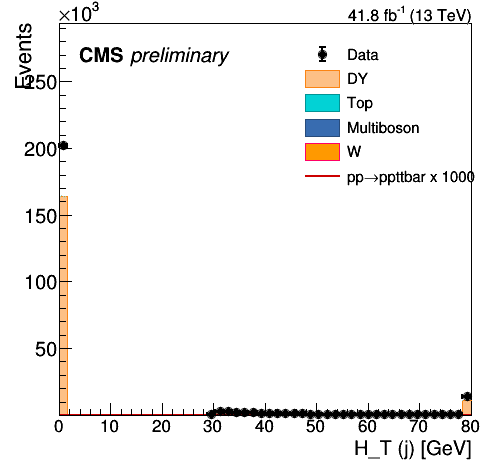 ×10³
41.8 fb⁻¹ (13 TeV)
Events
CMS preliminary
Data
DY
Top
Multiboson
W
pp→ppttbar x 1000
250
200
150
100
50
0 10 20 30 40 50 60 70 80
H_T (j) [GeV]